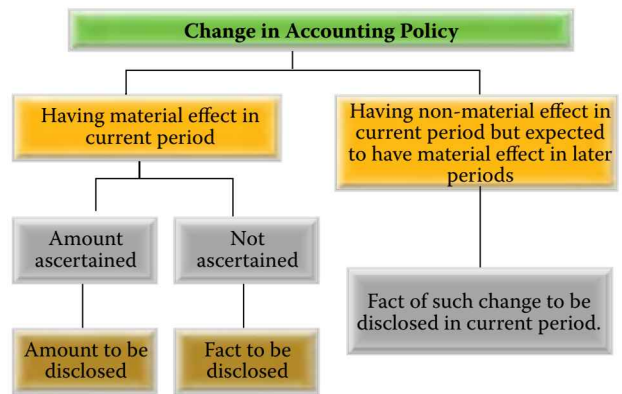 Change in Accounting Policy
Having material effect in
current period
Having non-material effect in
current period but expected
to have material effect in later
periods
Amount
ascertained
Not
ascertained
Fact of such change to be
disclosed in current period.
Amount to be
disclosed
Fact to be
disclosed